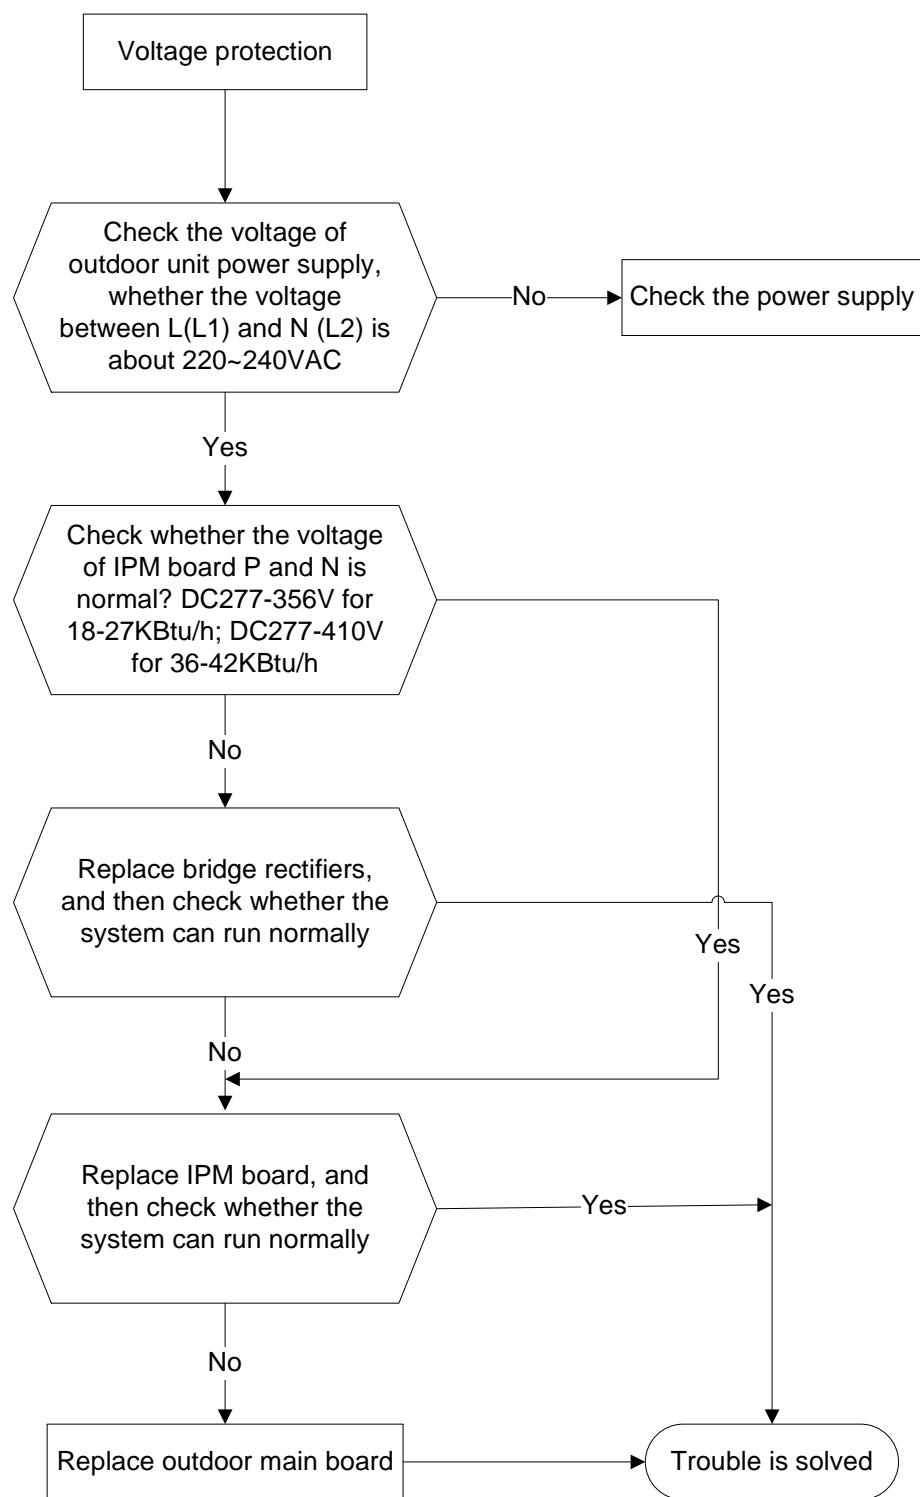 Voltage protection
Check the voltage of
outdoor unit power supply,
whether the voltage
between L(L1) and N (L2) is
about 220~240VAC
No
Check the power supply
Yes
Check whether the voltage
of IPM board P and N is
normal? DC277-356V for
18-27KBtu/h; DC277-410V
for 36-42KBtu/h
No
Replace bridge rectifiers,
and then check whether the
system can run normally
Yes
Yes
No
Replace IPM board, and
then check whether the
system can run normally
Yes
No
Replace outdoor main board
Trouble is solved